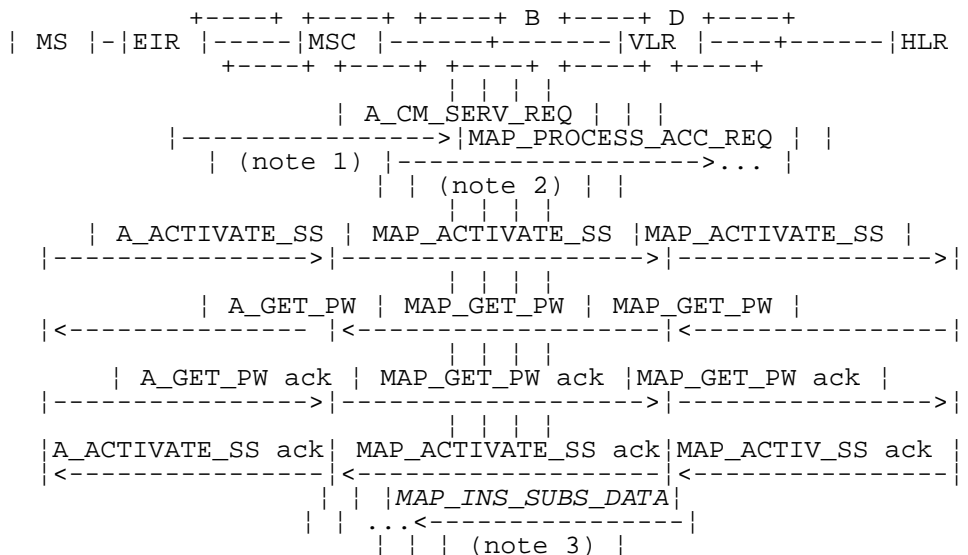 +----+ +----+ +----+ B +----+ D +----+
¦ MS ¦-¦EIR ¦-----¦MSC ¦------+-------¦VLR ¦----+------¦HLR
+----+ +----+ +----+ +----+ +----+
¦ ¦ ¦ ¦
¦ A_CM_SERV_REQ ¦ ¦ ¦
¦---------------->¦MAP_PROCESS_ACC_REQ ¦ ¦
¦ (note 1) ¦------------------->... ¦
¦ ¦ (note 2) ¦ ¦
¦ ¦ ¦ ¦
¦ A_ACTIVATE_SS ¦ MAP_ACTIVATE_SS ¦MAP_ACTIVATE_SS ¦
¦---------------->¦------------------->¦---------------->¦
¦ ¦ ¦ ¦
¦ A_GET_PW ¦ MAP_GET_PW ¦ MAP_GET_PW ¦
¦<---------------- ¦<--------------------¦<----------------¦
¦ ¦ ¦ ¦
¦ A_GET_PW ack ¦ MAP_GET_PW ack ¦MAP_GET_PW ack ¦
¦---------------->¦------------------->¦---------------->¦
¦ ¦ ¦ ¦
¦A_ACTIVATE_SS ack¦ MAP_ACTIVATE_SS ack¦MAP_ACTIV_SS ack ¦
¦<----------------¦<-------------------¦<----------------¦
¦ ¦ ¦MAP_INS_SUBS_DATA¦
¦ ¦ ...<----------------¦
¦ ¦ ¦ (note 3) ¦